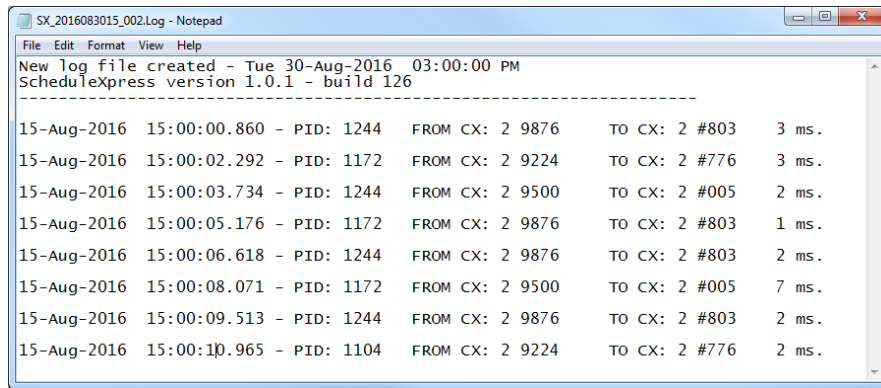 SX_2016083015_002.Log - Notepad
File Edit Format View Help
New log file created - Tue 30-Aug-2016  03:00:00 PM
ScheduleXpress version 1.0.1 - build 126
--------------------------------------------------------------------
15-Aug-2016  15:00:00.860 - PID: 1244   FROM CX: 2 9876     TO CX: 2 #803    3 ms.
15-Aug-2016  15:00:02.292 - PID: 1172   FROM CX: 2 9224     TO CX: 2 #776    3 ms.
15-Aug-2016  15:00:03.734 - PID: 1244   FROM CX: 2 9500     TO CX: 2 #005    2 ms.
15-Aug-2016  15:00:05.176 - PID: 1172   FROM CX: 2 9876     TO CX: 2 #803    1 ms.
15-Aug-2016  15:00:06.618 - PID: 1244   FROM CX: 2 9876     TO CX: 2 #803    2 ms.
15-Aug-2016  15:00:08.071 - PID: 1172   FROM CX: 2 9500     TO CX: 2 #005    7 ms.
15-Aug-2016  15:00:09.513 - PID: 1244   FROM CX: 2 9876     TO CX: 2 #803    2 ms.
15-Aug-2016  15:00:10.965 - PID: 1104   FROM CX: 2 9224     TO CX: 2 #776    2 ms.